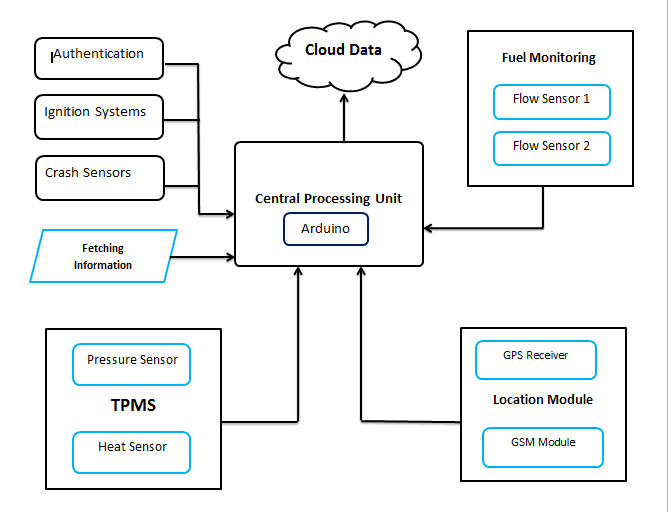 Authentication
Ignition Systems
Crash Sensors
Fetching
Information
Cloud Data
Central Processing Unit
Arduino
Fuel Monitoring
Flow Sensor 1
Flow Sensor 2
Pressure Sensor
TPMS
Heat Sensor
GPS Receiver
Location Module
GSM Module